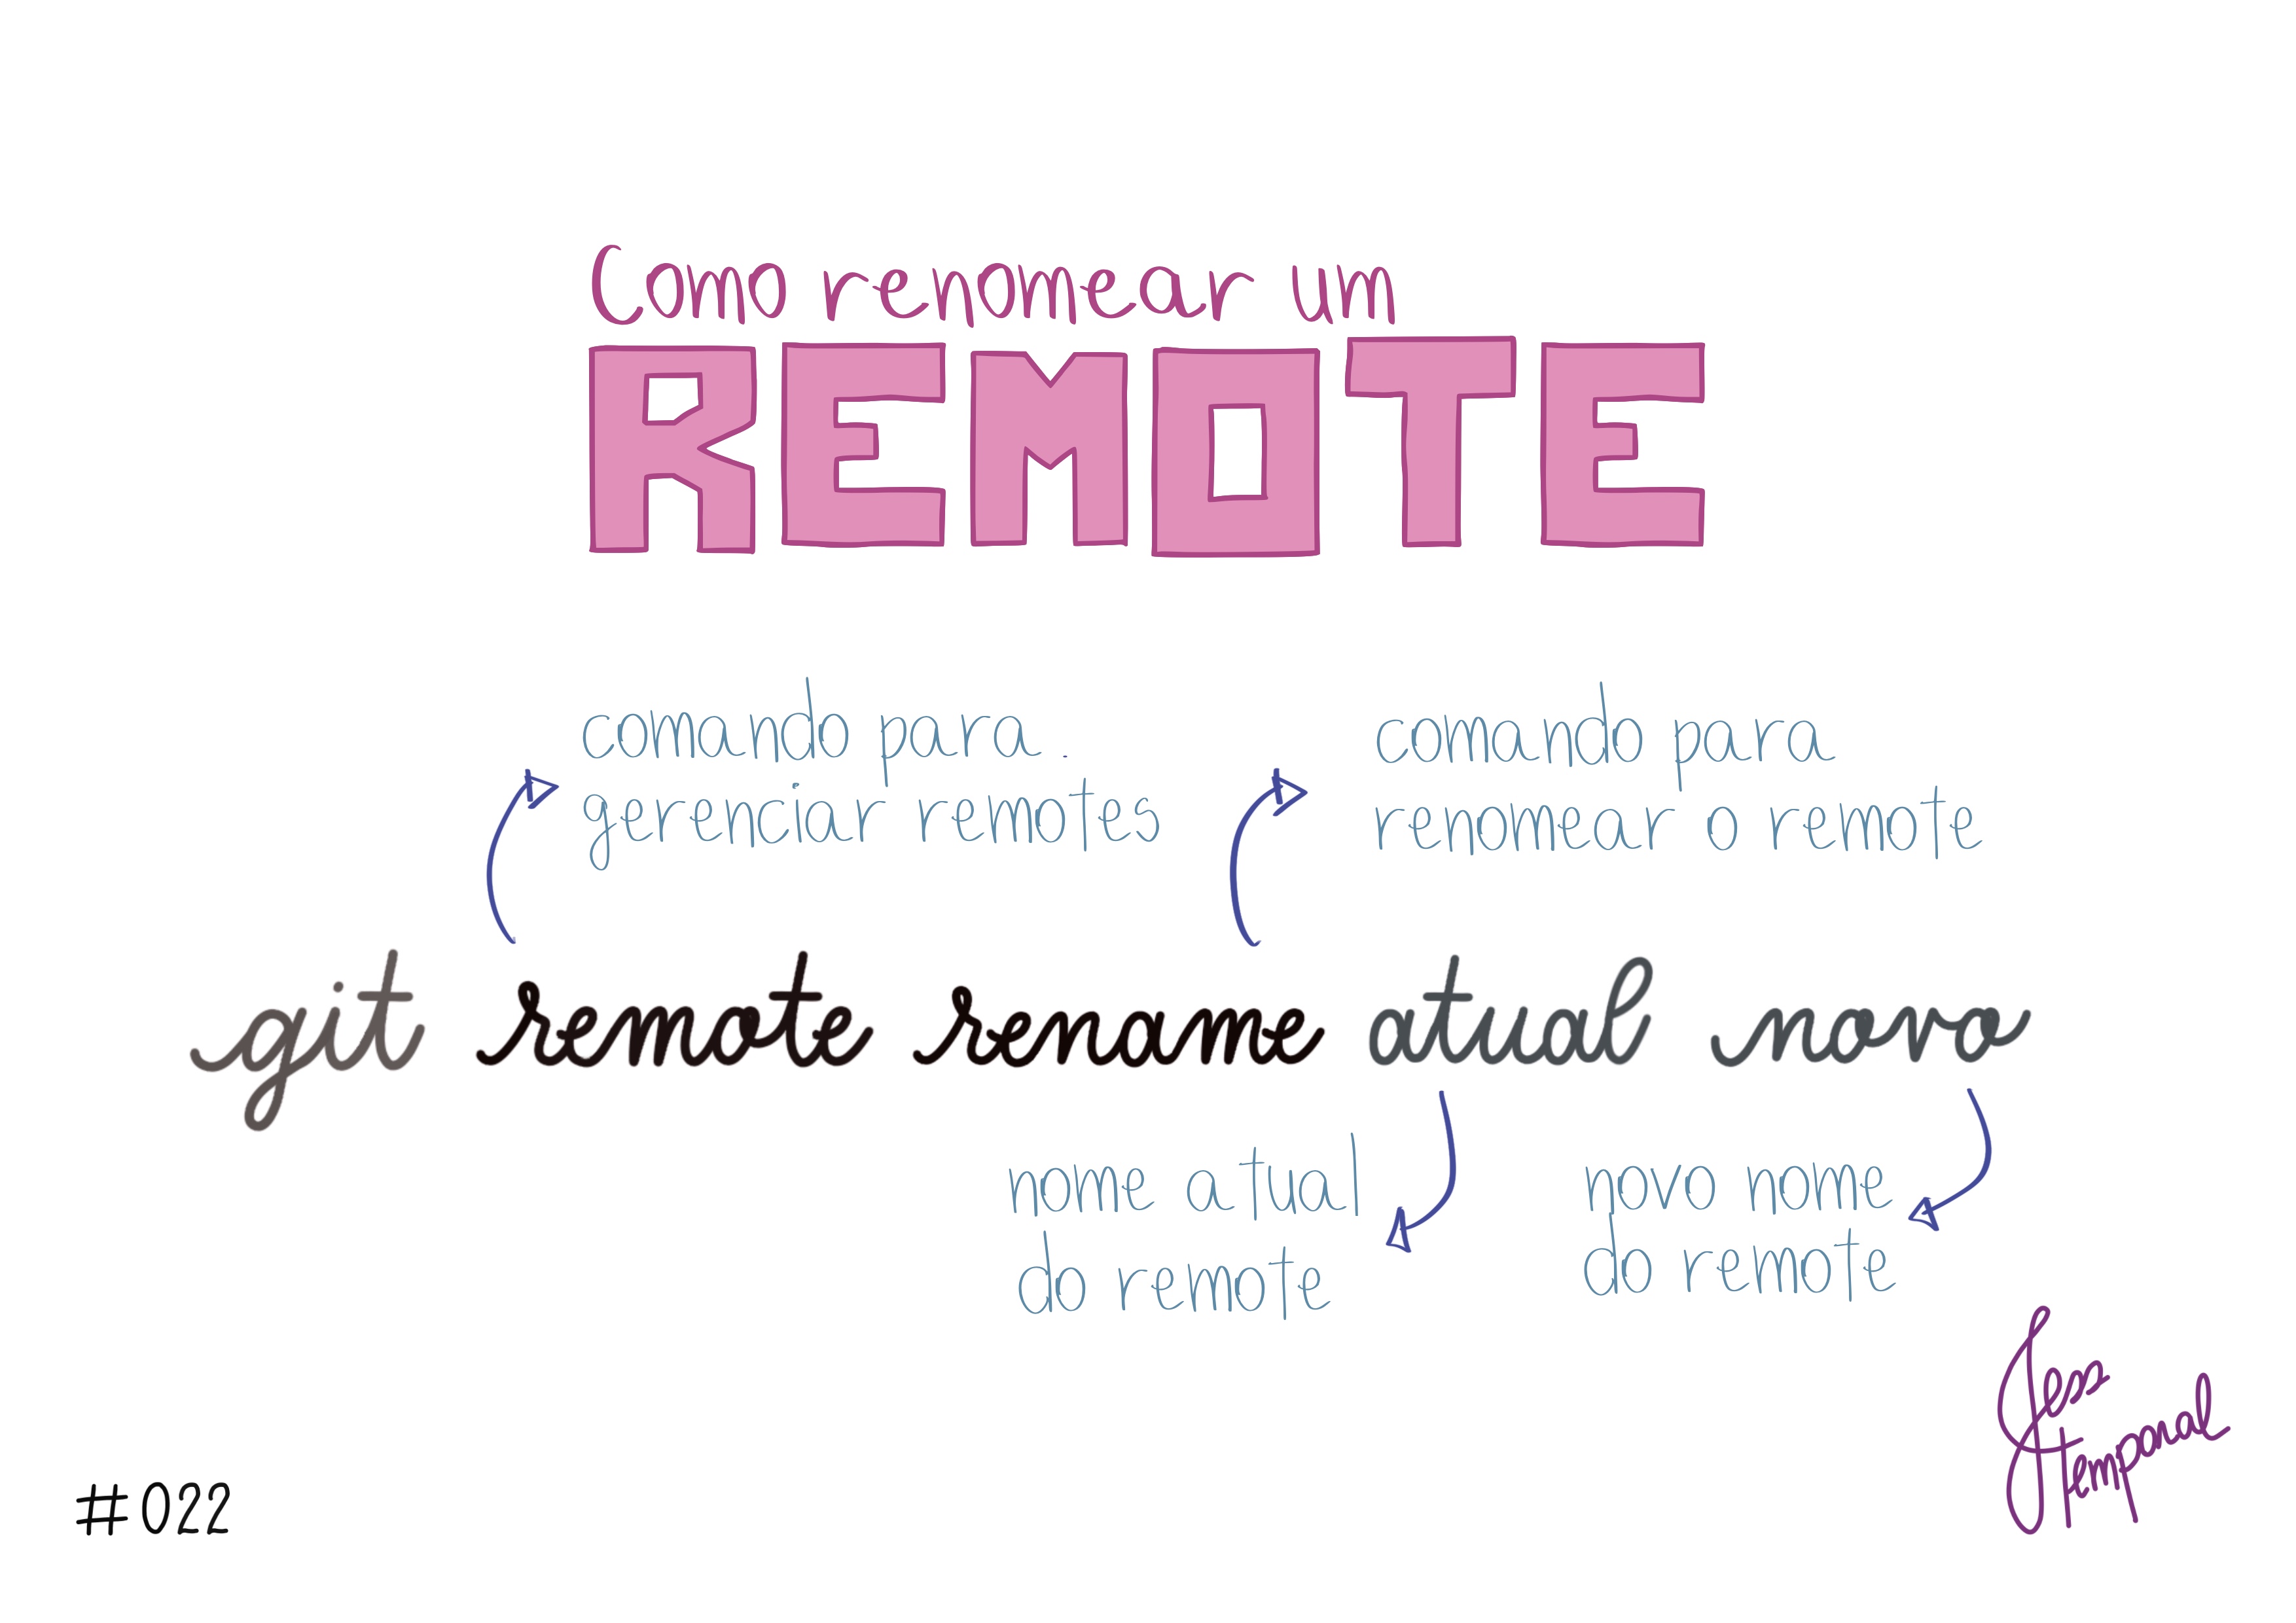 Como renomear um
REMOTE
comando para
gerenciar remotes
comando para
renomear o remote
git remote rename atual novo
nome atual
do remote
novo nome
do remote
Jess
temporal
#022